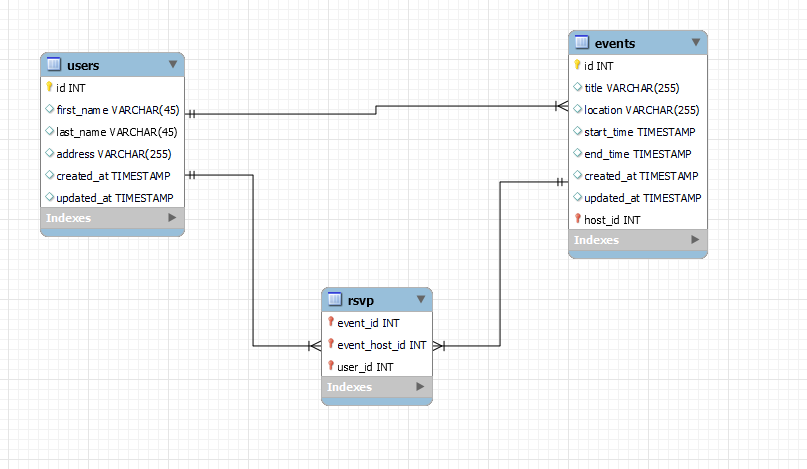 users
id INT
first_name VARCHAR(45)
last_name VARCHAR(45)
address VARCHAR(255)
created_at TIMESTAMP
updated_at TIMESTAMP
Indexes
events
id INT
title VARCHAR(255)
location VARCHAR(255)
start_time TIMESTAMP
end_time TIMESTAMP
created_at TIMESTAMP
updated_at TIMESTAMP
host_id INT
Indexes
rsvp
event_id INT
event_host_id INT
user_id INT
Indexes